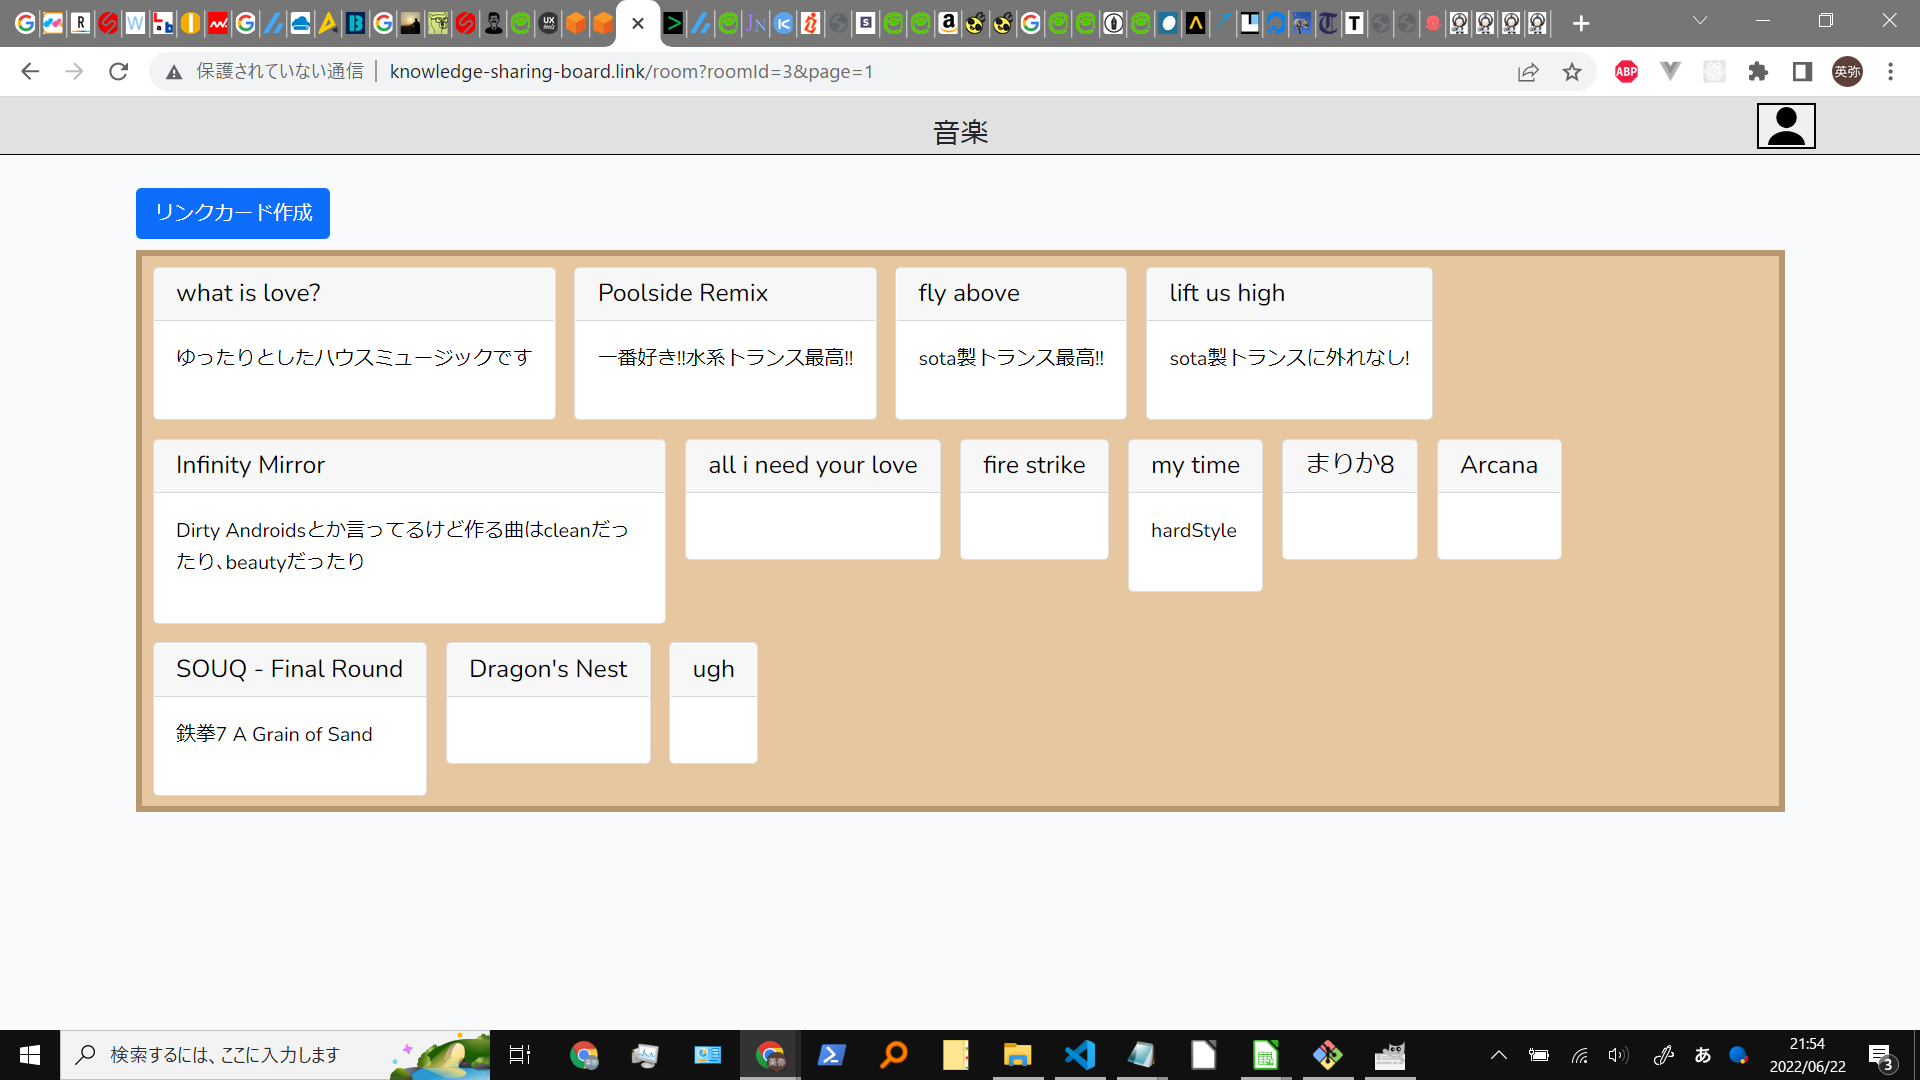 保護されていない通信 knowledge-sharing-board.link/room?roomId=3&page=1
ABP
英弥
音楽
リンクカード作成
what is love?
ゆったりとしたハウスミュージックです
Poolside Remix
一番好き!!水系トランス最高!!
fly above
sota製トランス最高!!
lift us high
sota製トランスに外れなし!
Infinity Mirror
Dirty Androidsとか言ってるけど作る曲はcleanだっ
たり、beautyだったり
all i need your love
fire strike
my time
hardStyle
まりか8
Arcana
SOUQ - Final Round
鉄拳7 A Grain of Sand
Dragon's Nest
ugh
検索するには、ここに入力します
あ
21:54
2022/06/22
3